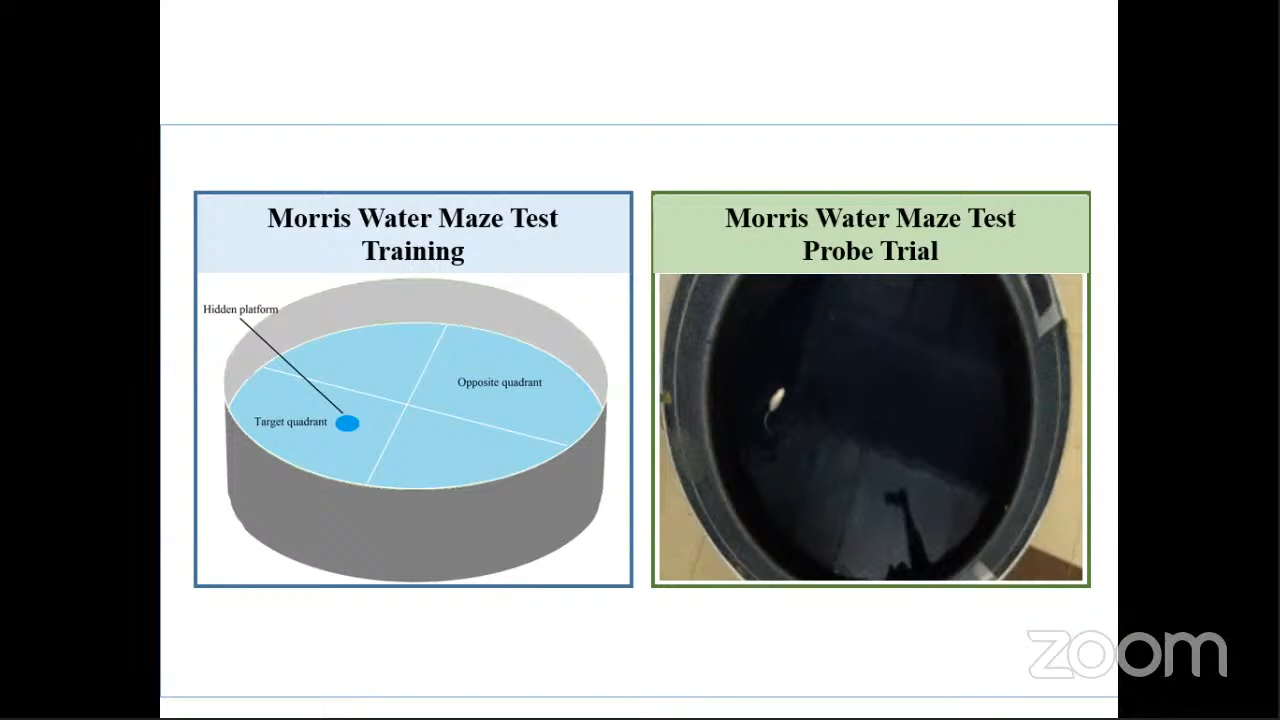 Morris Water Maze Test
Training
Hidden platform
Opposite quadrant
Target quadrant
Morris Water Maze Test
Probe Trial
zoom